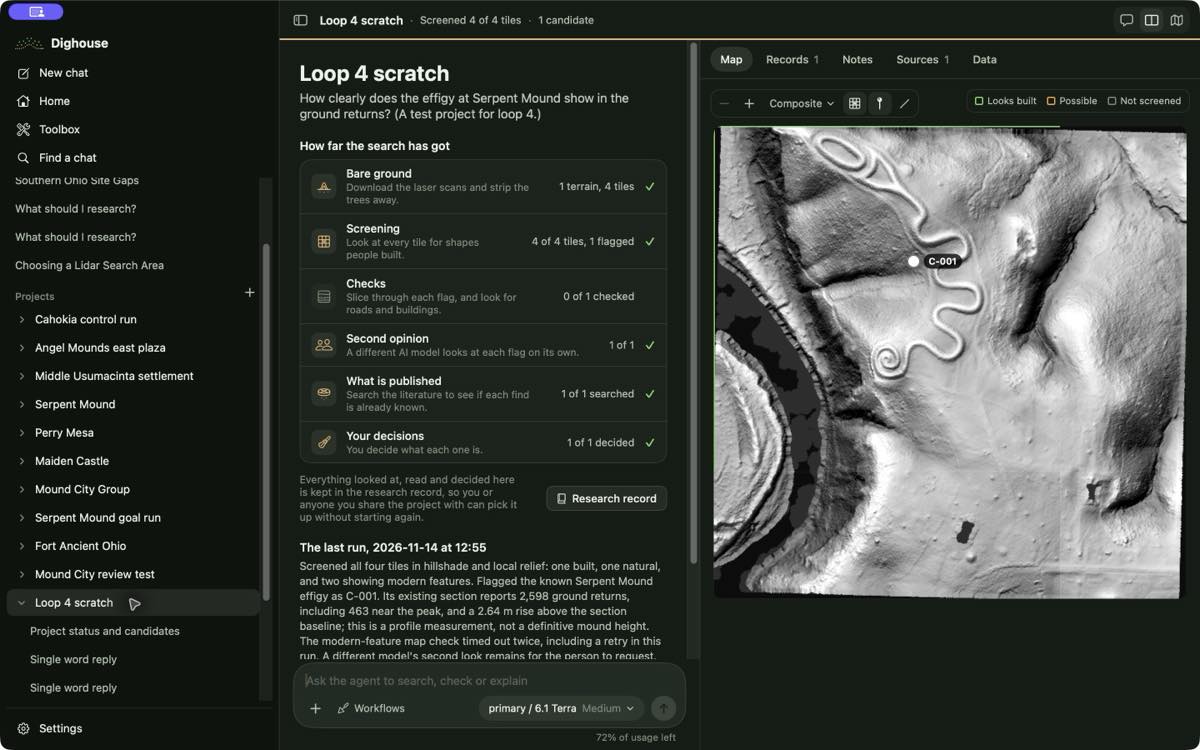 Dighouse
New chat
Home
Toolbox
Find a chat
Southern Ohio Site Gaps
What should I research?
What should I research?
Choosing a Lidar Search Area
Projects
Cahokia control run
Angel Mounds east plaza
Middle Usumacinta settlement
Serpent Mound
Perry Mesa
Maiden Castle
Mound City Group
Serpent Mound goal run
Fort Ancient Ohio
Mound City review test
Loop 4 scratch
Project status and candidates
Single word reply
Single word reply
Settings
Loop 4 scratch · Screened 4 of 4 tiles · 1 candidate
Loop 4 scratch
How clearly does the effigy at Serpent Mound show in the
ground returns? (A test project for loop 4.)
How far the search has got
Bare ground
Download the laser scans and strip the
trees away.
1 terrain, 4 tiles
Screening
Look at every tile for shapes
people built.
4 of 4 tiles, 1 flagged
Checks
Slice through each flag, and look for
roads and buildings.
0 of 1 checked
Second opinion
A different AI model looks at each flag on its own.
1 of 1
What is published
Search the literature to see if each find
is already known.
1 of 1 searched
Your decisions
You decide what each one is.
1 of 1 decided
Everything looked at, read and decided here
is kept in the research record, so you or
anyone you share the project with can pick it
up without starting again.
Research record
The last run, 2026-11-14 at 12:55
Screened all four tiles in hillshade and local relief: one built, one natural,
and two showing modern features. Flagged the known Serpent Mound
effigy as C-001. Its existing section reports 2,598 ground returns,
including 463 near the peak, and a 2.64 m rise above the section
baseline; this is a profile measurement, not a definitive mound height.
The modern-feature map check timed out twice, including a retry in this
run. A different model's second look remains for the person to request.
Ask the agent to search, check or explain
Workflows
primary / 6.1 Terra Medium
72% of usage left
Map
Records 1
Notes
Sources 1
Data
Composite
Looks built
Possible
Not screened
C-001